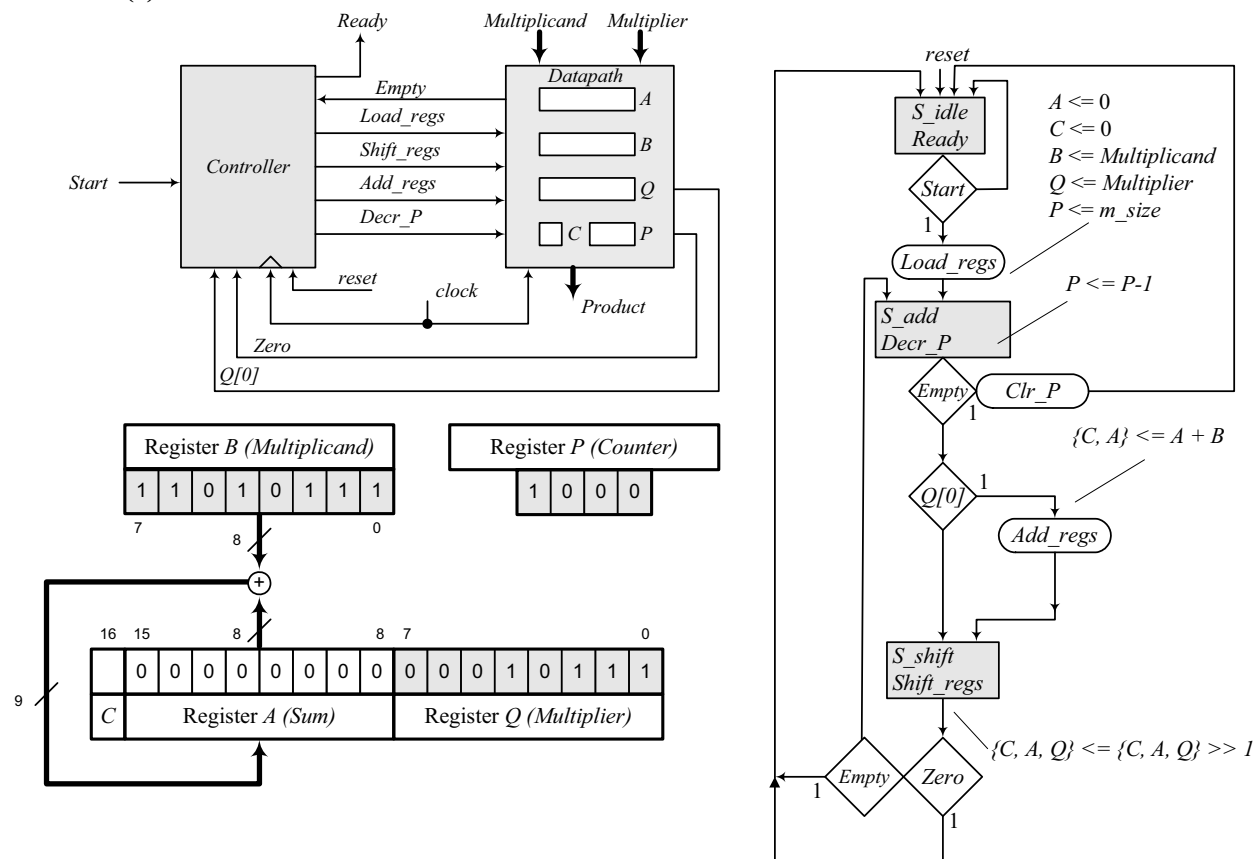 Ready
Multiplicand
Multiplier
Datapath
Empty
A
Load_regs
B
Shift_regs
Controller
Start
Add_regs
Q
Decr_P
C
P
reset
clock
Product
Zero
Q[0]
Register B (Multiplicand)
1 1 0 1 0 1 1 1
7
8
0
Register P (Counter)
1 0 0 0
+
16
15
8
8
7
0
0 0 0 0 0 0 0 0 0 0 0 1 0 1 1 1
9
C
Register A (Sum)
Register Q (Multiplier)
reset
S_idle
Ready
A <= 0
C <= 0
B <= Multiplicand
Q <= Multiplier
P <= m_size
Start
1
Load_regs
P <= P-1
S_add
Decr_P
Empty
1
Clr_P
{C, A} <= A + B
Q[0]
1
Add_regs
S_shift
Shift_regs
{C, A, Q} <= {C, A, Q} >> 1
Empty
1
Zero
1